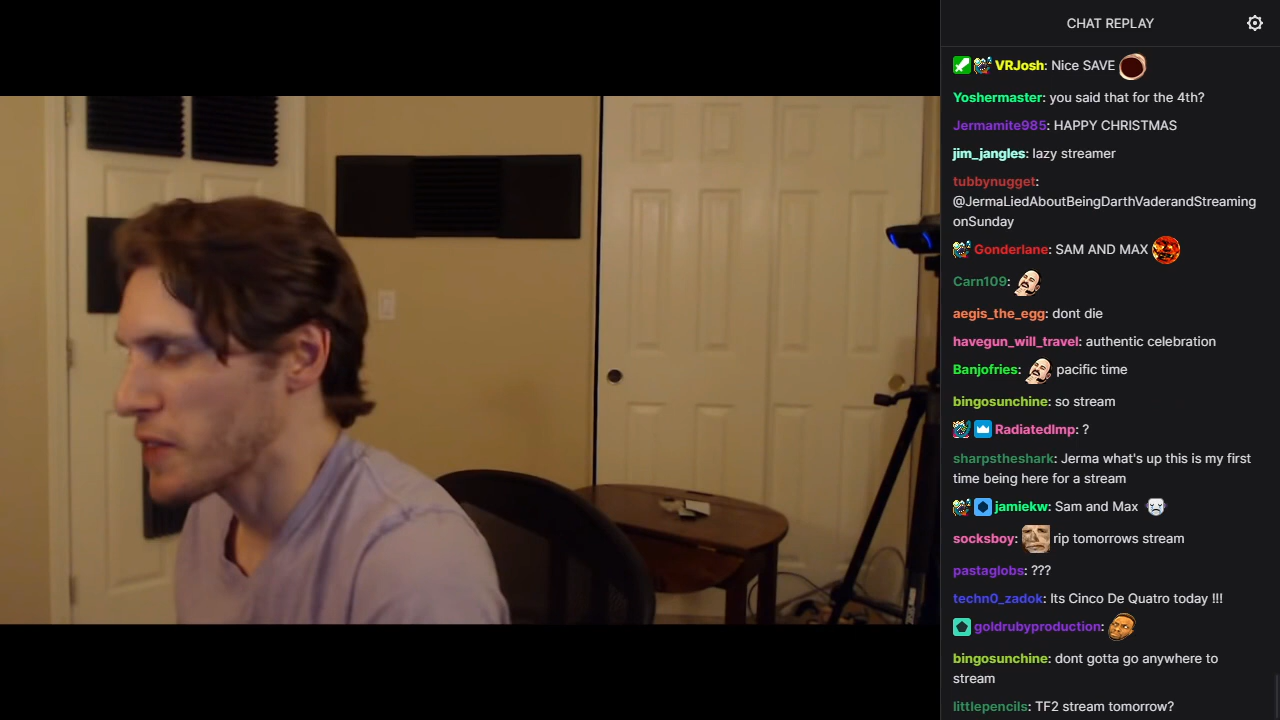 CHAT REPLAY
VRJosh: Nice SAVE
Yoshermaster: you said that for the 4th?
Jermamite985: HAPPY CHRISTMAS
jim_jangles: lazy streamer
tubbynugget:
@JermaLiedAboutBeingDarthVaderandStreaming
onSunday
Gonderlane: SAM AND MAX
Carn109:
aegis_the_egg: dont die
havegun_will_travel: authentic celebration
Banjofries: pacific time
bingosunchine: so stream
RadiatedImp: ?
sharpstheshark: Jerma what's up this is my first
time being here for a stream
jamiekw: Sam and Max
socksboy: rip tomorrows stream
pastaglobs: ???
techn0_zadok: Its Cinco De Quatro today !!!
goldrubyproduction:
bingosunchine: dont gotta go anywhere to
stream
littlepencils: TF2 stream tomorrow?